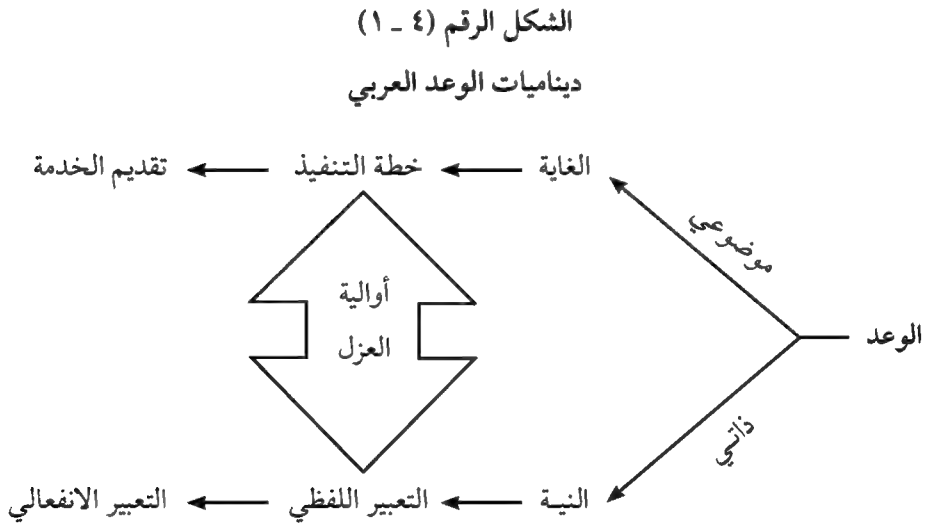 الشكل الرقم (٤ _ ١)
ديناميات الوعد العربي
الغاية
خطة التنفيذ
تقديم الخدمة
موضوعي
أوالية
العزل
الوعد
ذاتي
النيـة
التعبير اللفظي
التعبير الانفعالي